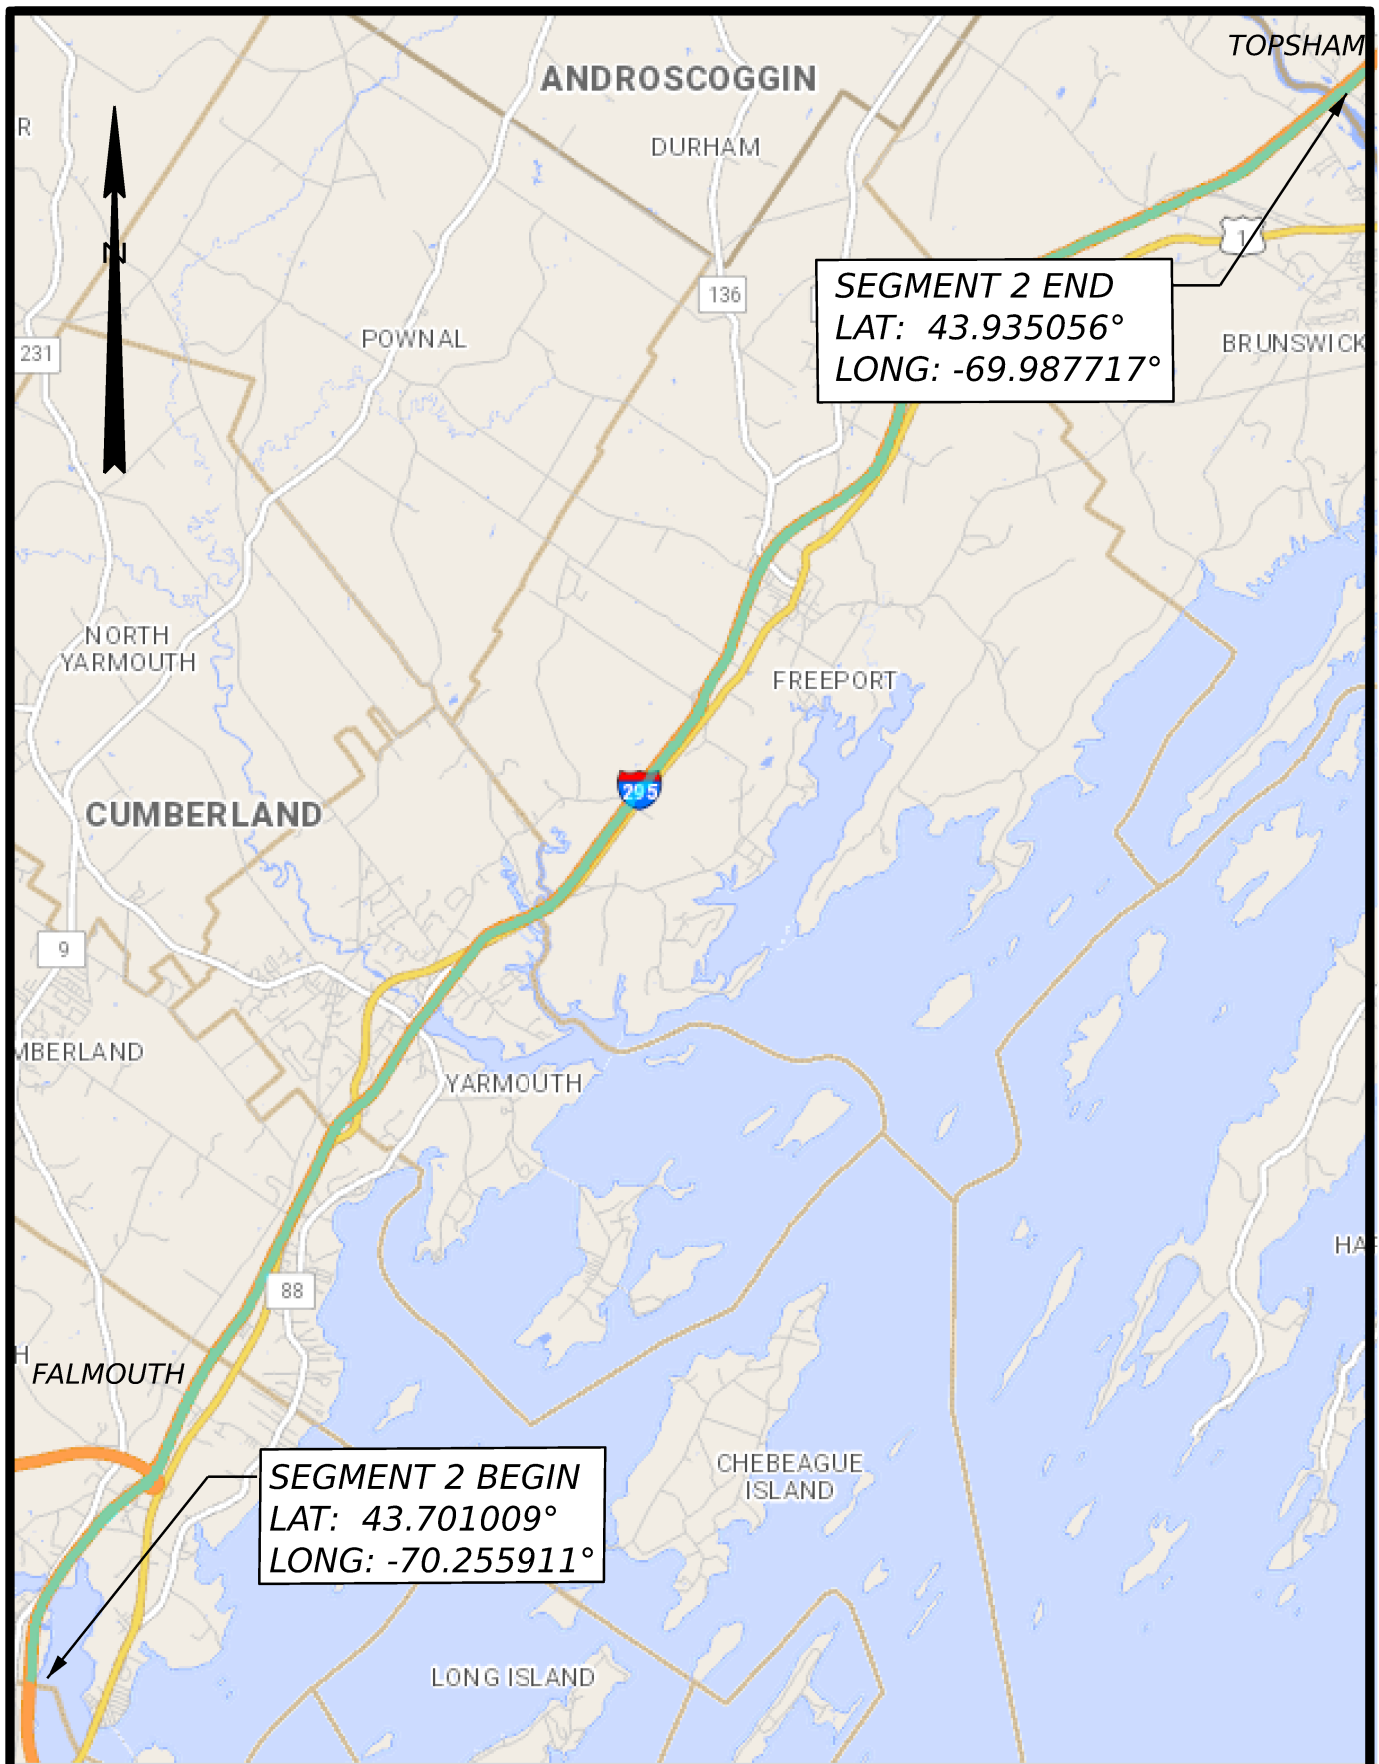 TOPSHAM
ANDROSCOGGIN
R
DURHAM
1
N
136
SEGMENT 2 END
LAT: 43.935056°
LONG: -69.987717°
POWNAL
BRUNSWICK
231
NORTH
YARMOUTH
FREEPORT
295
CUMBERLAND
9
MBERLAND
YARMOUTH
HAR
88
H
FALMOUTH
CHEBEAGUE
ISLAND
SEGMENT 2 BEGIN
LAT: 43.701009°
LONG: -70.255911°
LONG ISLAND